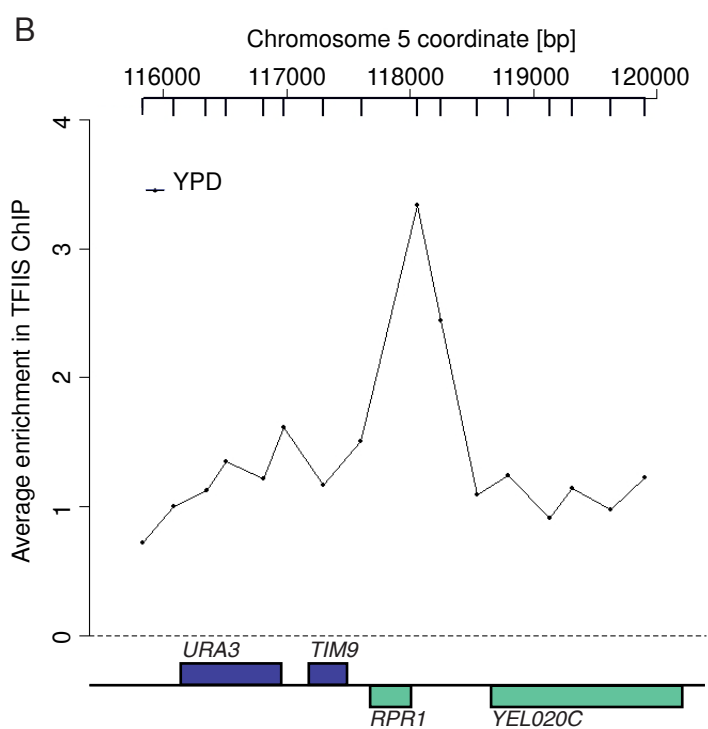 B
Chromosome 5 coordinate [bp]
116000 117000 118000 119000 120000
Average enrichment in TFIIS ChIP
4
YPD
3
2
1
0
URA3 TIM9
RPR1 YEL020C